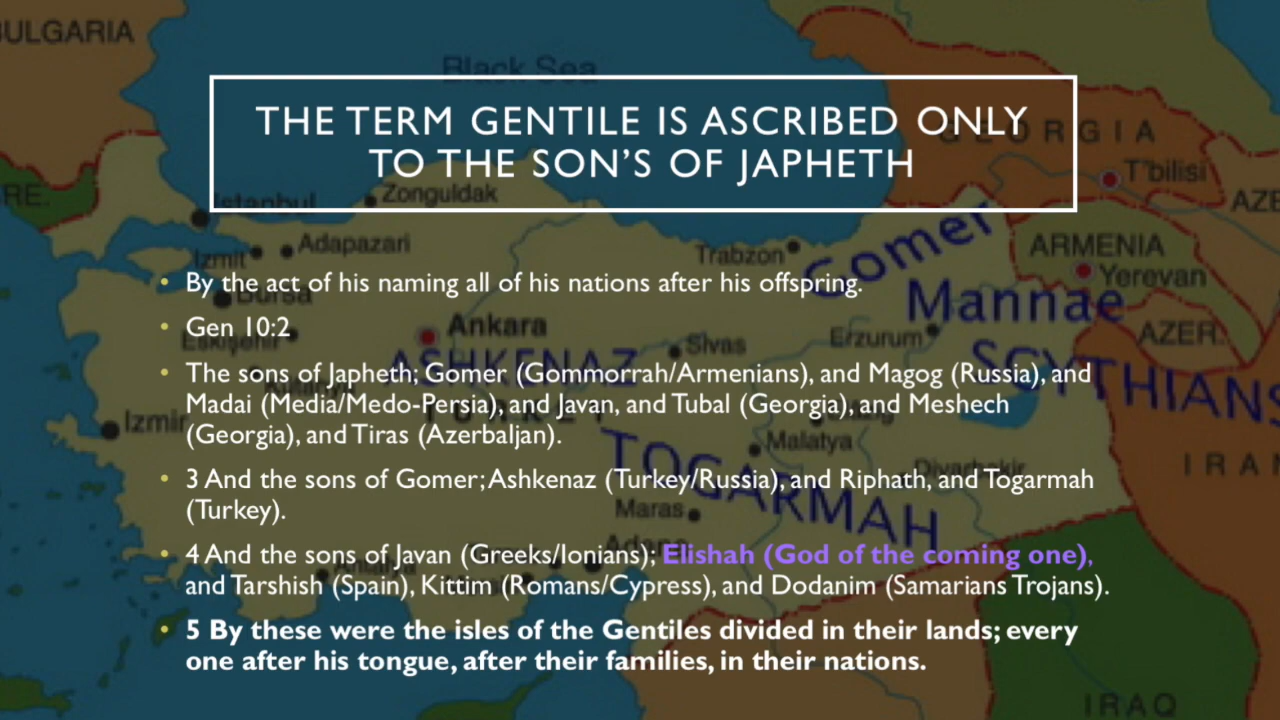 BULGARIA
Black Sea
THE TERM GENTILE IS ASCRIBED ONLY
TO THE SON'S OF JAPHETH
GEORGIA
T'bilisi
RE.
Istanbul
Zonguldak
AZE
Izmit
Adapazari
Trabzon
Gomer
ARMENIA
Yerevan
• By the act of his naming all of his nations after his offspring.
Bursa
Mannae
• Gen 10:2
Ankara
Eskişehir
Sivas
Erzurum
AZER.
ASHKENAZ
SCYTHIANS
• The sons of Japheth; Gomer (Gommorrah/Armenians), and Magog (Russia), and
Madai (Media/Medo-Persia), and Javan, and Tubal (Georgia), and Meshech
(Georgia), and Tiras (Azerbaljan).
Izmir
TURKEY
Malatya
TOGARMAH
Diyarbakir
IRAN
• 3 And the sons of Gomer; Ashkenaz (Turkey/Russia), and Riphath, and Togarmah
(Turkey).
Maras
Adana
• 4 And the sons of Javan (Greeks/Ionians); Elishah (God of the coming one),
and Tarshish (Spain), Kittim (Romans/Cypress), and Dodanim (Samarians Trojans).
• 5 By these were the isles of the Gentiles divided in their lands; every
one after his tongue, after their families, in their nations.
IRAQ